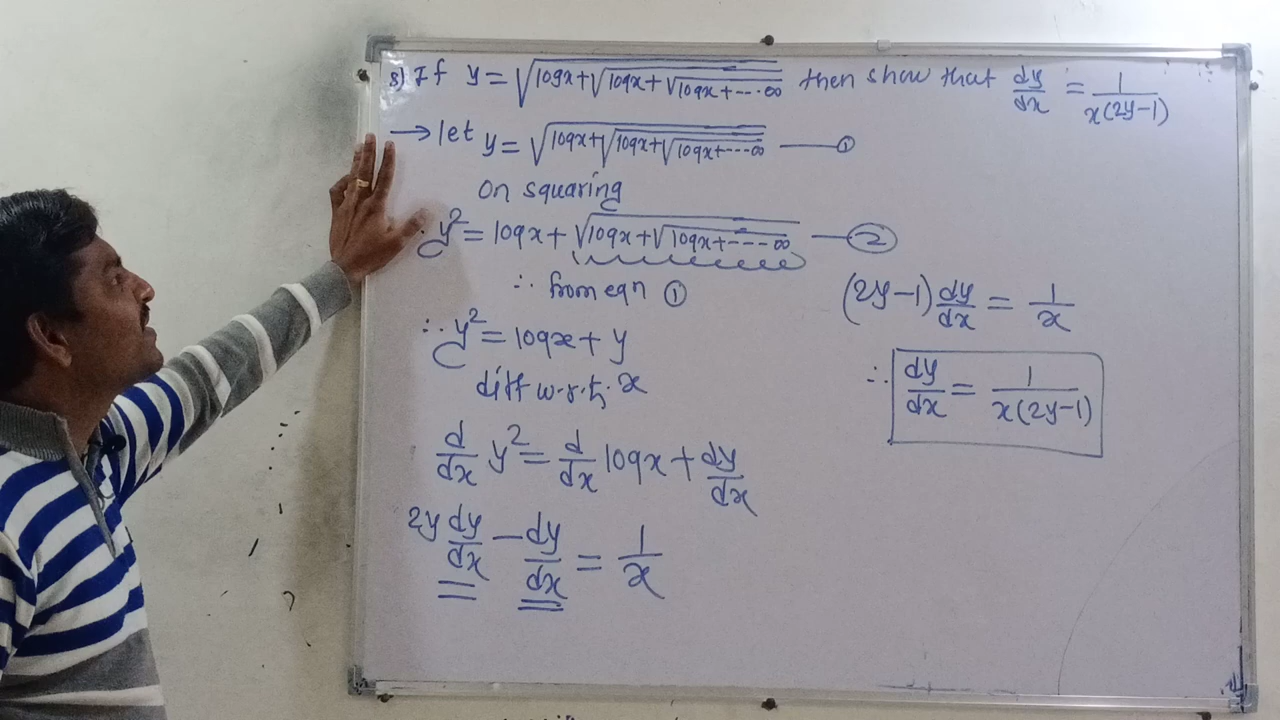 8) If y = √(logx+√(logx+√(logx+----∞))) then show that dy/dx = 1/x(2y-1)
→ let y = √(logx+√(logx+√(logx+----∞))) —— ①
on squaring
∴ y² = logx + √(logx+√(logx+-----∞)) —— ②
∴ from eqn ①
∴ y² = logx + y
diff w.r.t, x
d/dx y² = d/dx logx + dy/dx
2y dy/dx - dy/dx = 1/x
(2y-1) dy/dx = 1/x
∴ dy/dx = 1/x(2y-1)